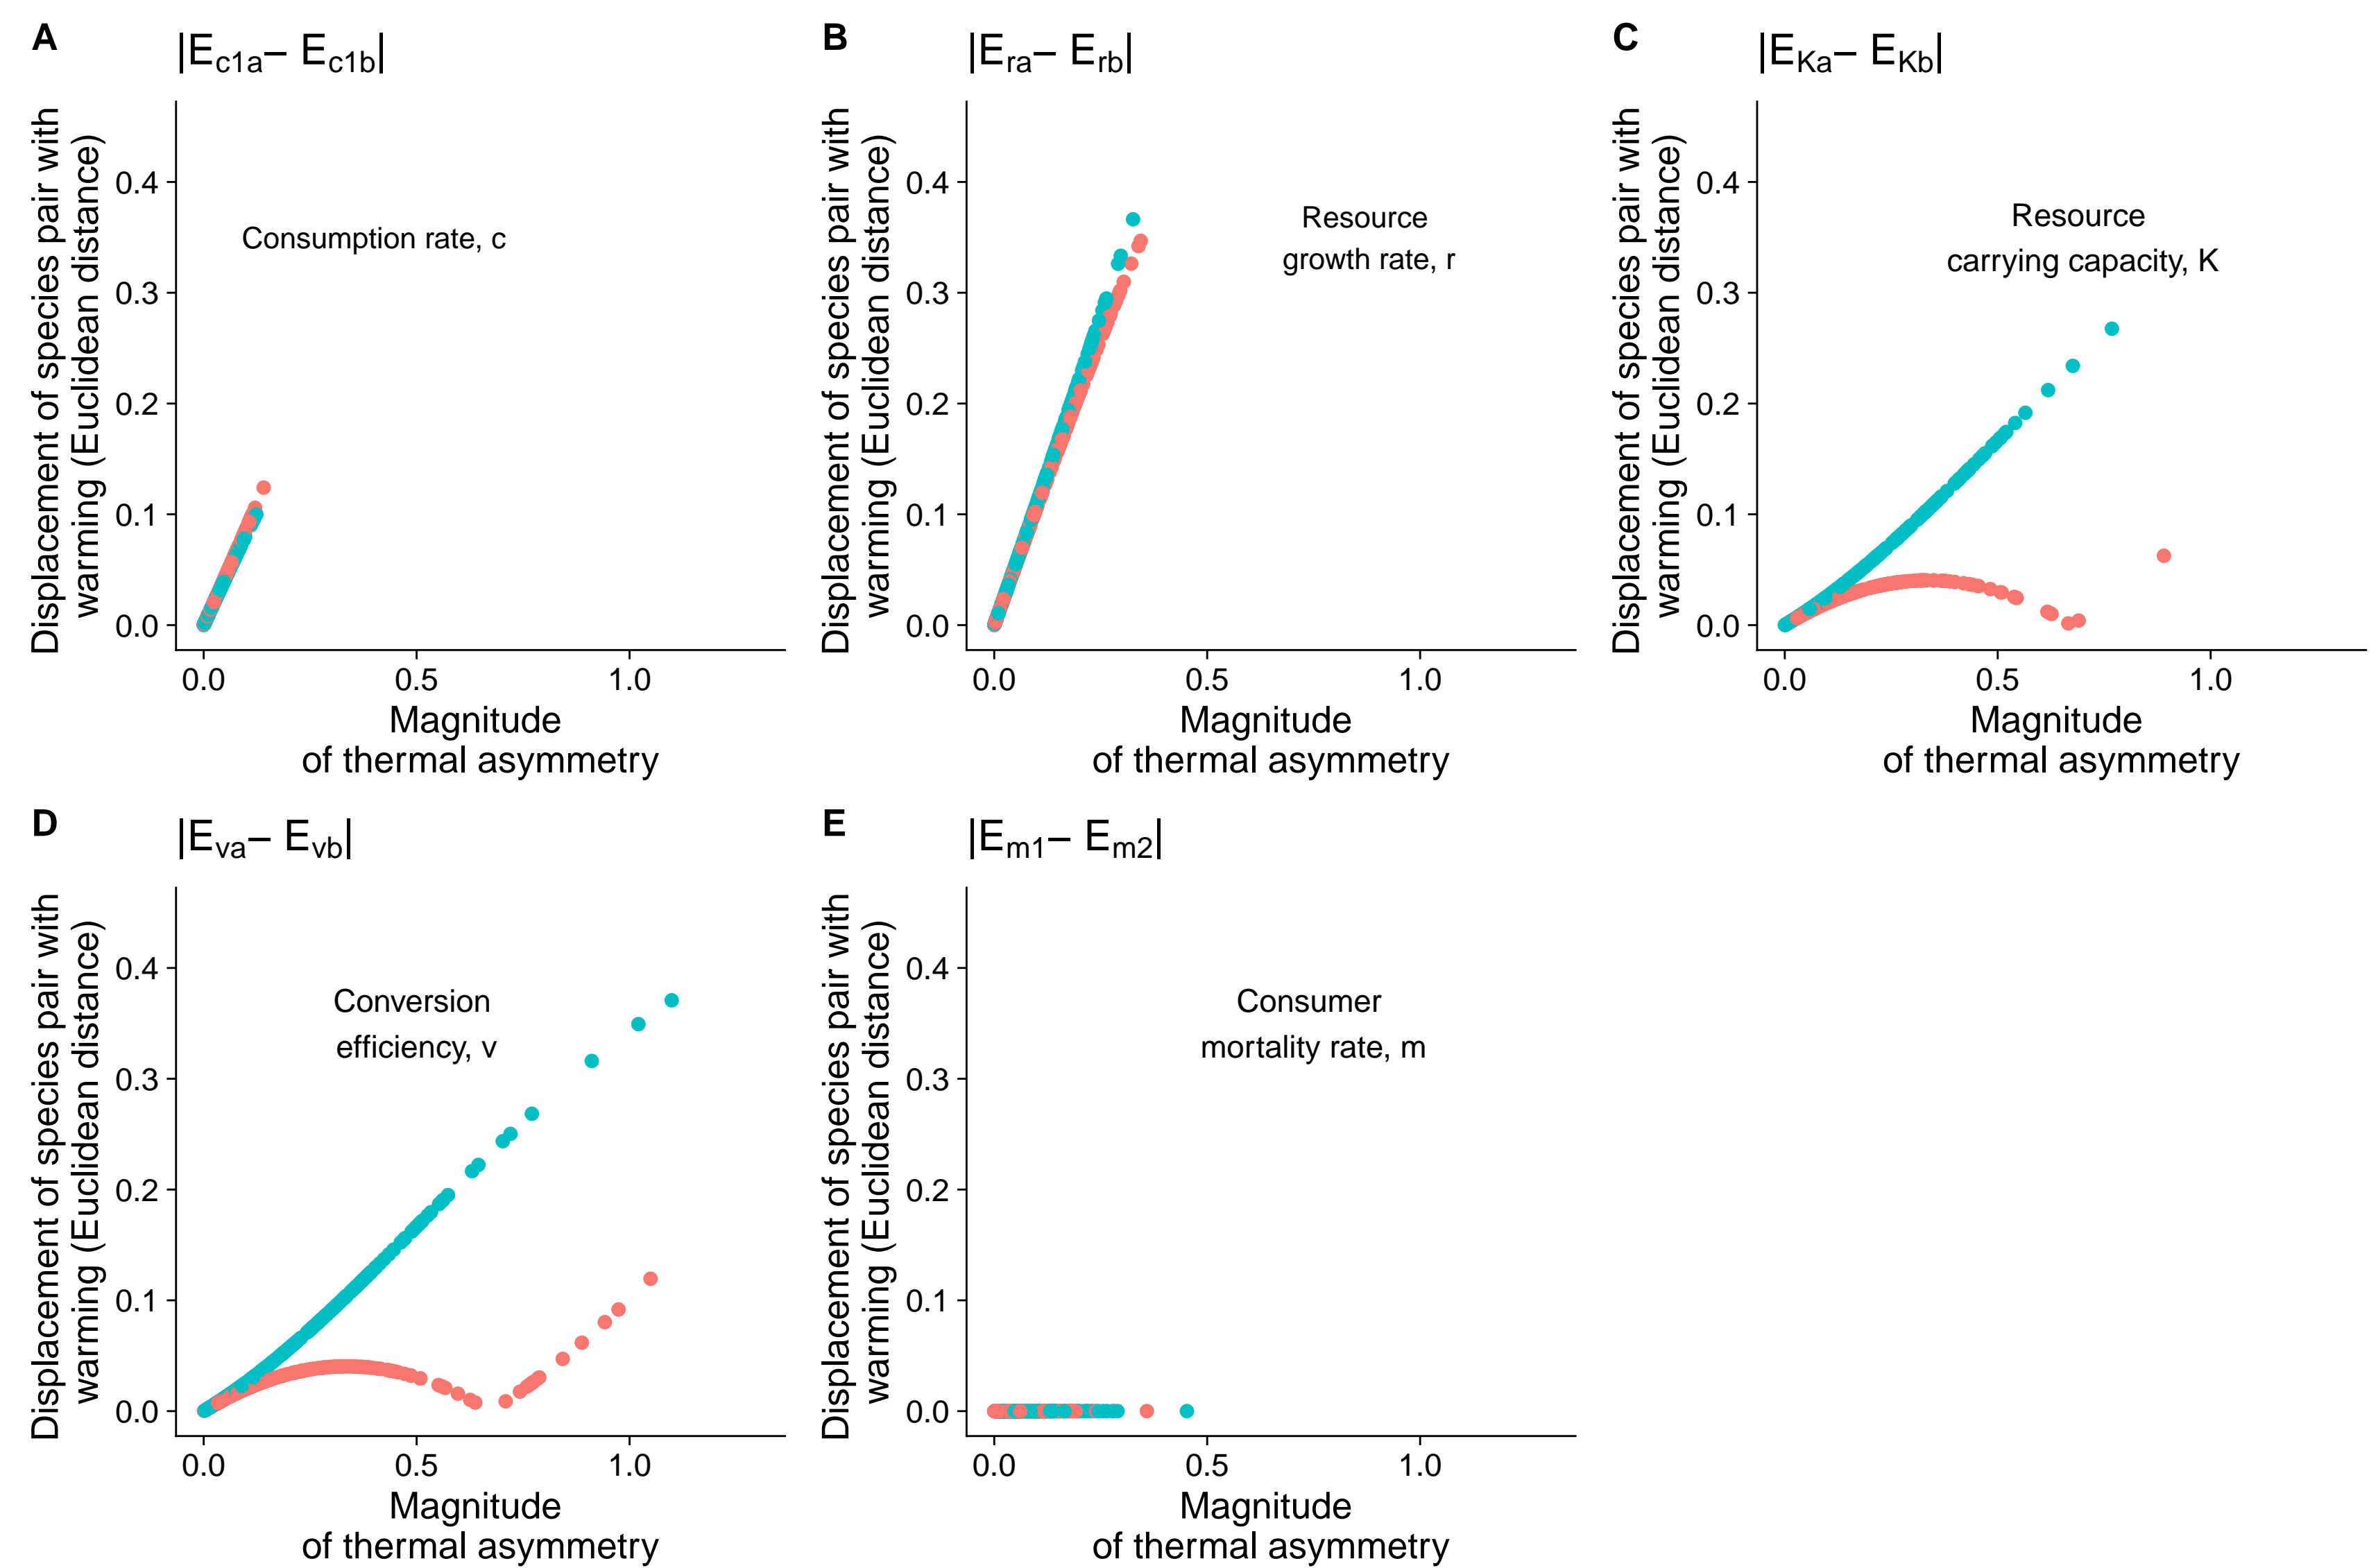 A
|Ec1a– Ec1b|
Displacement of species pair with
warming (Euclidean distance)
0.4
0.3
0.2
0.1
0.0
Consumption rate, c
0.0 0.5 1.0
Magnitude
of thermal asymmetry
B
|Era– Erb|
Displacement of species pair with
warming (Euclidean distance)
0.4
0.3
0.2
0.1
0.0
Resource
growth rate, r
0.0 0.5 1.0
Magnitude
of thermal asymmetry
C
|EKa– EKb|
Displacement of species pair with
warming (Euclidean distance)
0.4
0.3
0.2
0.1
0.0
Resource
carrying capacity, K
0.0 0.5 1.0
Magnitude
of thermal asymmetry
D
|Eva– Evb|
Displacement of species pair with
warming (Euclidean distance)
0.4
0.3
0.2
0.1
0.0
Conversion
efficiency, v
0.0 0.5 1.0
Magnitude
of thermal asymmetry
E
|Em1– Em2|
Displacement of species pair with
warming (Euclidean distance)
0.4
0.3
0.2
0.1
0.0
Consumer
mortality rate, m
0.0 0.5 1.0
Magnitude
of thermal asymmetry